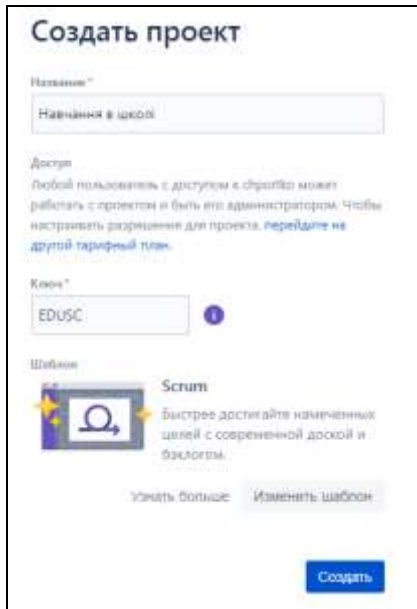 Создать проект
Название *
Навчання в школі
Доступ
Любой пользователь с доступом к chportko может
работать с проектом и быть его администратором. Чтобы
настраивать разрешения для проекта, перейдите на
другой тарифный план.
Ключ *
EDUSC
Шаблон
Scrum
Быстрее достигайте намеченных
целей с современной доской и
бэклогом.
Узнать больше Изменить шаблон
Создать